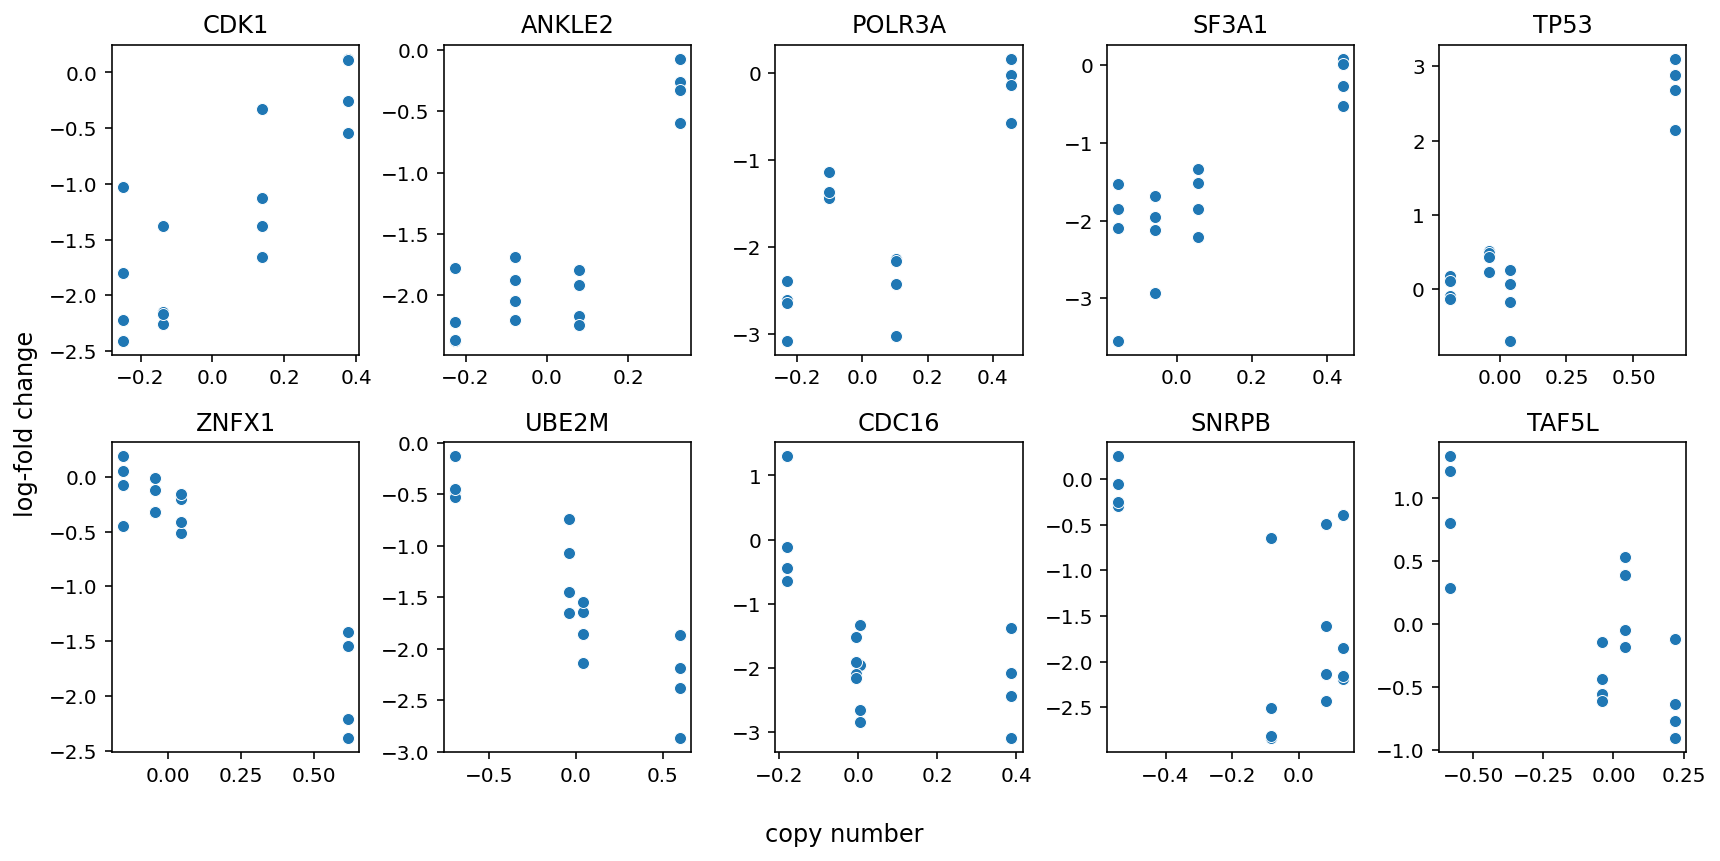 CDK1 ANKLE2 POLR3A SF3A1 TP53
0.0 0.0 0 0 3
−0.5 −0.5 −1 −1 2
−1.0 −1.0 −2 −2 1
−1.5 −1.5 −3 −3 0
−2.0 −2.0
−2.5
−0.2 0.0 0.2 0.4 −0.2 0.0 0.2 −0.2 0.0 0.2 0.4 0.0 0.2 0.4 0.00 0.25 0.50
log-fold change
ZNFX1 UBE2M CDC16 SNRPB TAF5L
0.0 0.0 1 0.0 1.0
−0.5 −0.5 0 −0.5 0.5
−1.0 −1.0 −1 −1.0 0.0
−1.5 −1.5 −2 −1.5 −0.5
−2.0 −2.0 −3 −2.0 −1.0
−2.5 −2.5 −2.5
−3.0
0.00 0.25 0.50 −0.5 0.0 0.5 −0.2 0.0 0.2 0.4 −0.4 −0.2 0.0 −0.50 −0.25 0.00 0.25
copy number